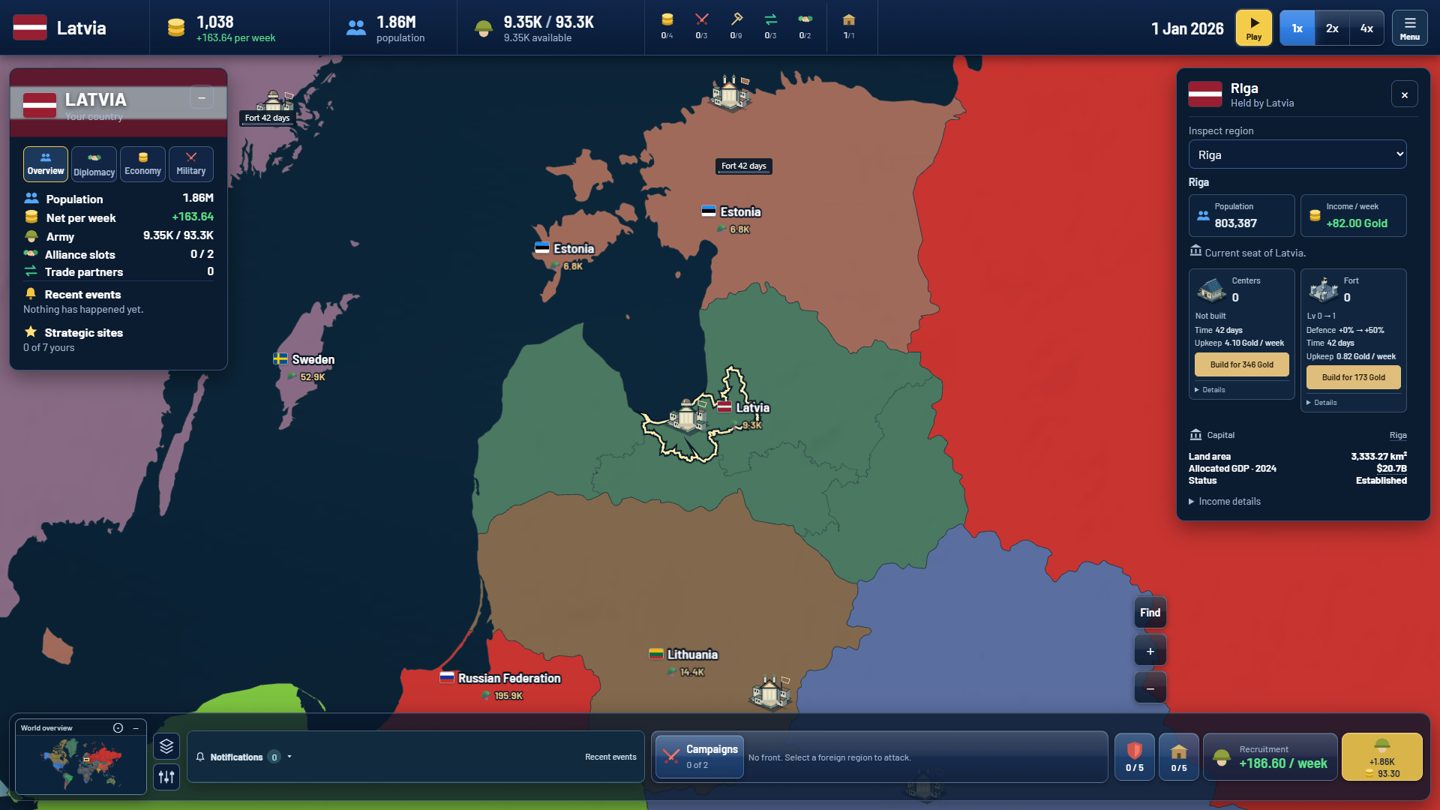 Latvia
1,038
+163.64 per week
1.86M
population
9.35K / 93.3K
9.35K available
0/4
0/3
0/9
0/3
0/2
1/1
1 Jan 2026
Play
1x
2x
4x
Menu
LATVIA
Your country
Overview
Diplomacy
Economy
Military
Population 1.86M
Net per week +163.64
Army 9.35K / 93.3K
Alliance slots 0 / 2
Trade partners 0
Recent events
Nothing has happened yet.
Strategic sites
0 of 7 yours
Fort 42 days
Fort 42 days
Estonia
6.8K
Estonia
6.8K
Sweden
52.9K
Latvia
9.3K
Lithuania
14.4K
Russian Federation
195.9K
Riga
Held by Latvia
×
Inspect region
Riga
Riga
Population
803,387
Income / week
+82.00 Gold
Current seat of Latvia.
Centers
0
Not built
Time 42 days
Upkeep 4.10 Gold / week
Build for 346 Gold
Details
Fort
0
Lv 0 → 1
Defence +0% → +50%
Time 42 days
Upkeep 0.82 Gold / week
Build for 173 Gold
Details
Capital Riga
Land area 3,333.27 km²
Allocated GDP · 2024 $20.7B
Status Established
Income details
Find
+
−
World overview
Notifications 0
Recent events
Campaigns
0 of 2
No front. Select a foreign region to attack.
0 / 5
0 / 5
Recruitment
+186.60 / week
+1.86K
93.30